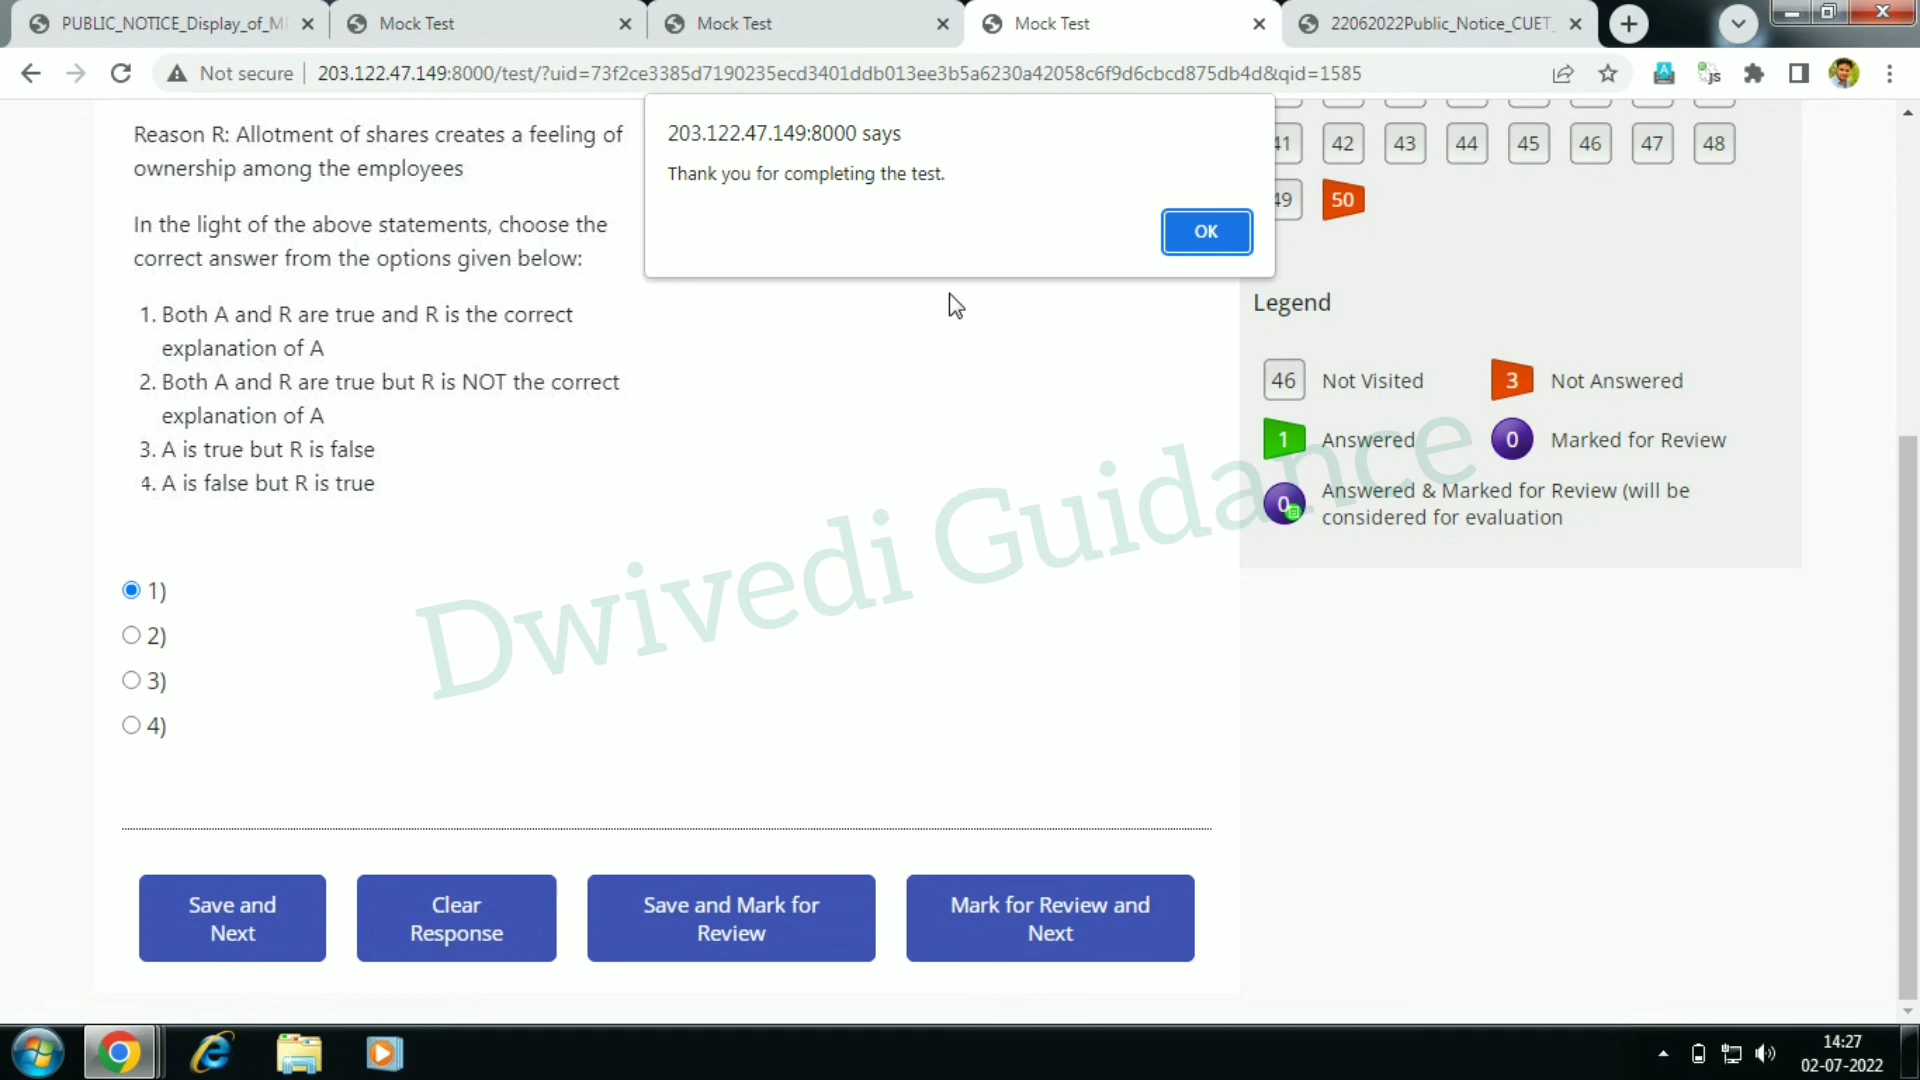 PUBLIC_NOTICE_Display_of_M
Mock Test
Mock Test
Mock Test
22062022Public_Notice_CUET_
Not secure
203.122.47.149:8000/test/?uid=73f2ce3385d7190235ecd3401ddb013ee3b5a6230a42058c6f9d6cbcd875db4d&qid=1585
203.122.47.149:8000 says
Thank you for completing the test.
OK
Reason R: Allotment of shares creates a feeling of
ownership among the employees
In the light of the above statements, choose the
correct answer from the options given below:
1. Both A and R are true and R is the correct
explanation of A
2. Both A and R are true but R is NOT the correct
explanation of A
3. A is true but R is false
4. A is false but R is true
1)
2)
3)
4)
Save and
Next
Clear
Response
Save and Mark for
Review
Mark for Review and
Next
41 42 43 44 45 46 47 48
49 50
Legend
46 Not Visited
3 Not Answered
1 Answered
0 Marked for Review
0 Answered & Marked for Review (will be
considered for evaluation
Dwivedi Guidance
14:27
02-07-2022